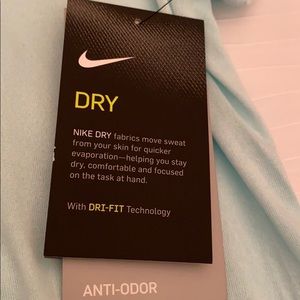 DRY
NIKE DRY fabrics move sweat
from your skin for quicker
evaporation—helping you stay
dry, comfortable and focused
on the task at hand.
With DRI-FIT Technology
ANTI-ODOR